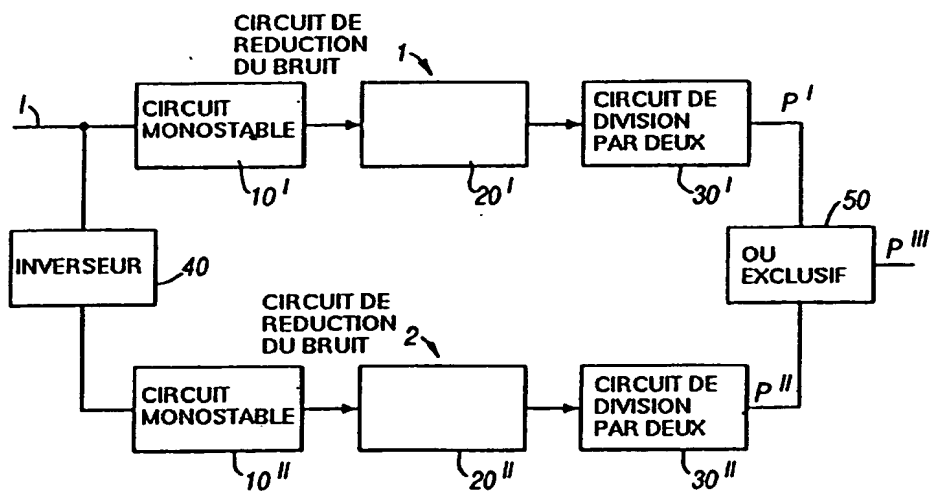 CIRCUIT DE
REDUCTION
DU BRUIT
1
I
CIRCUIT
MONOSTABLE
CIRCUIT DE
DIVISION
PAR DEUX
P I
10 I
20 I
30 I
50
INVERSEUR
40
OU
EXCLUSIF
P III
CIRCUIT DE
REDUCTION
DU BRUIT
2
CIRCUIT
MONOSTABLE
CIRCUIT DE
DIVISION
PAR DEUX
P II
10 II
20 II
30 II